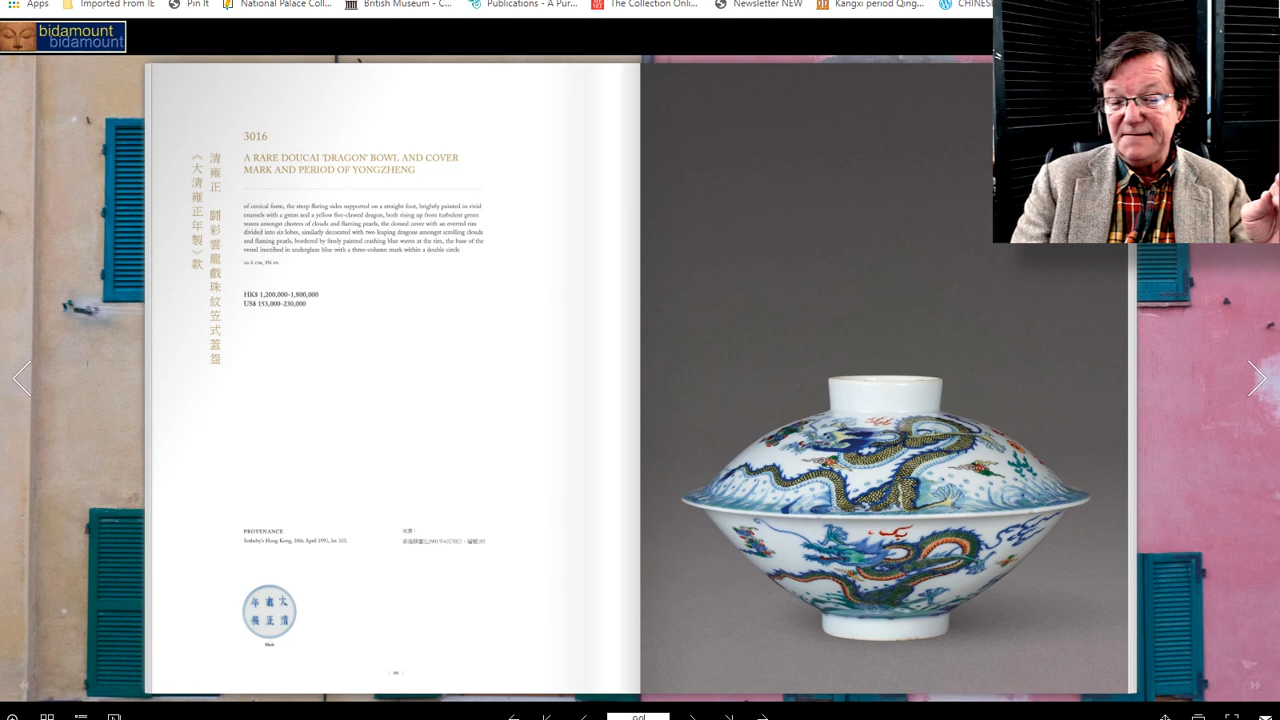 Apps
Imported From IE
Pin It
National Palace Coll...
British Museum - C...
Publications - A Pur...
The Collection Onli...
Newsletter NEW
Kangxi period Qing...
CHINES
bidamount
bidamount
3016
A RARE DOUCAI 'DRAGON' BOWL AND COVER
MARK AND PERIOD OF YONGZHENG
清雍正 鬪彩雲龍戲珠紋笠式蓋盌
《大清雍正年製》款
of conical form, the steep flaring sides supported on a straight foot, brightly painted in vivid
enamels with a green and a yellow five-clawed dragon, both rising up from turbulent green
waves amongst clusters of clouds and flaming pearls, the domed cover with an everted rim
divided into six lobes, similarly decorated with two leaping dragons amongst scrolling clouds
and flaming pearls, bordered by finely painted crashing blue waves at the rim, the base of the
vessel inscribed in underglaze blue with a three-column mark within a double circle
HK$ 1,200,000-1,800,000
US$ 153,000-230,000
PROVENANCE
Sotheby's Hong Kong, 30th April 1991, lot 103.
來源：
大清
雍正
年製
Mark